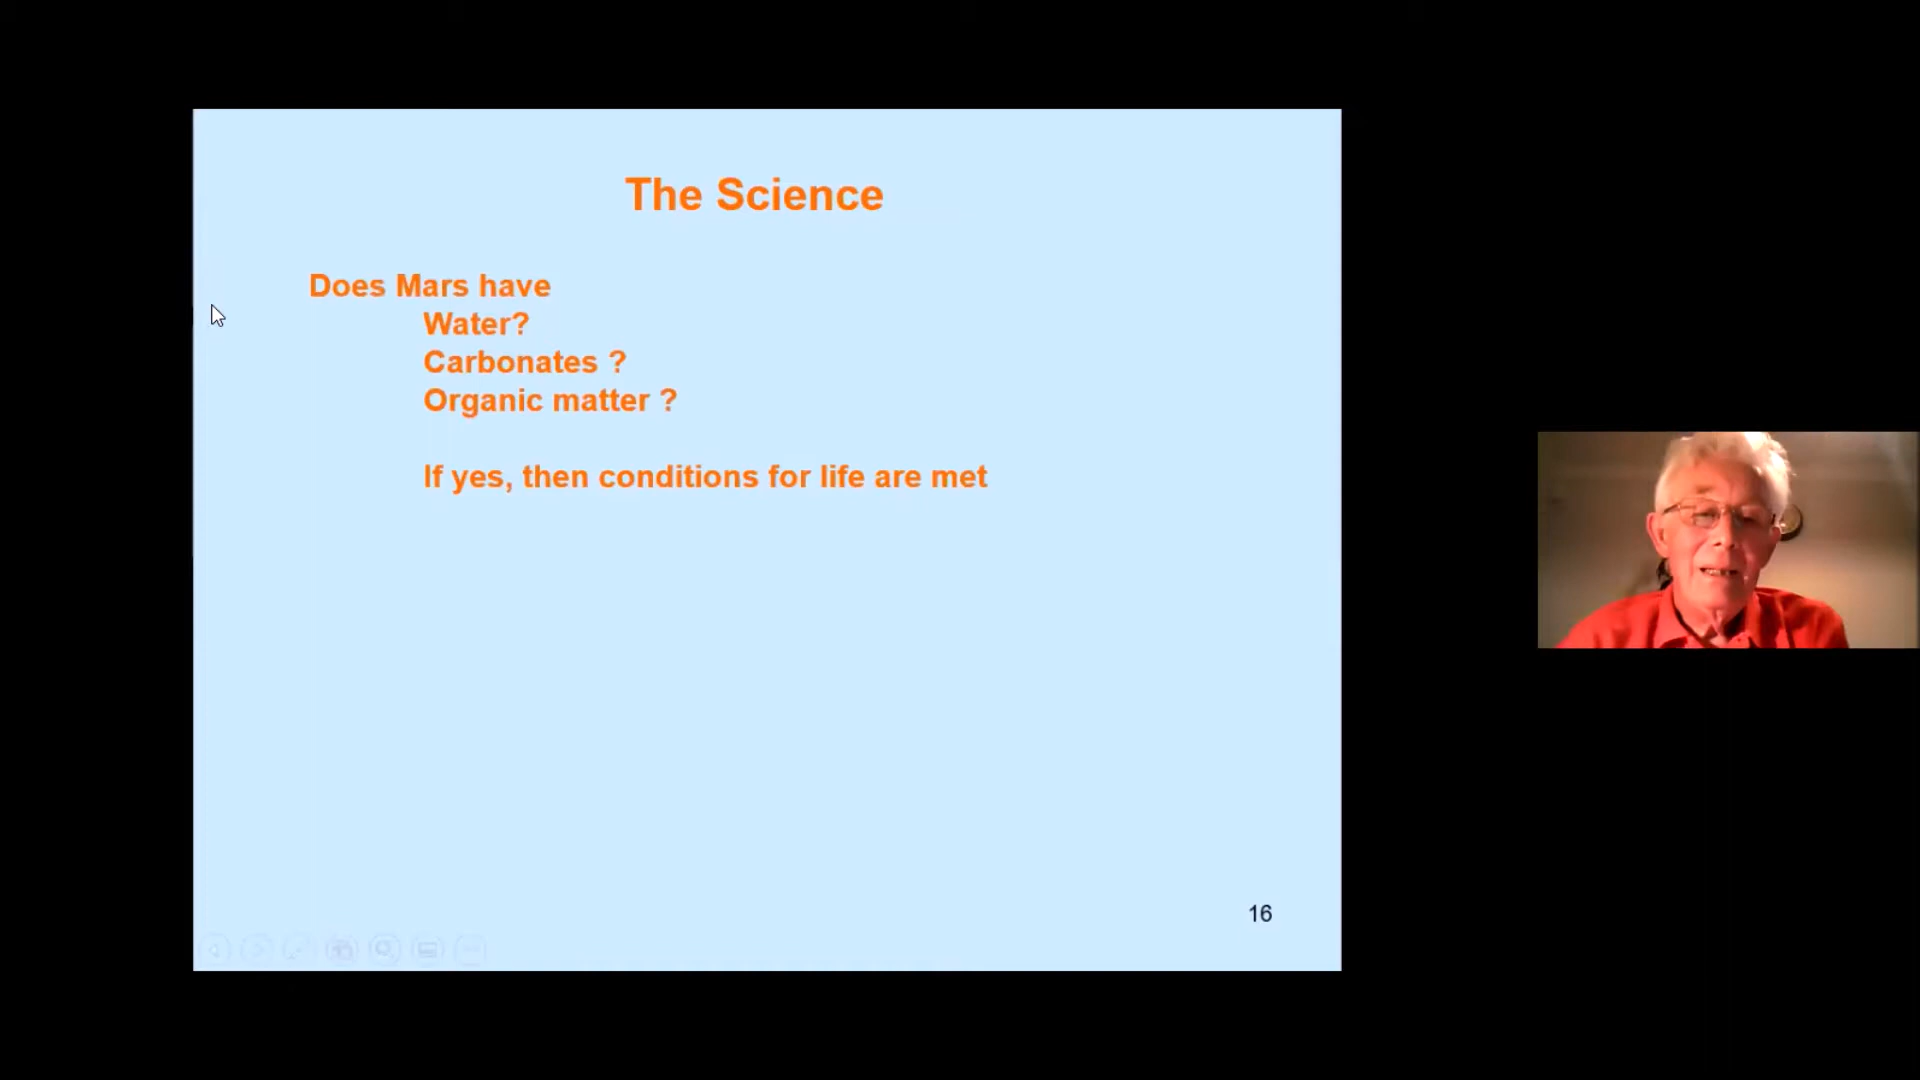 The Science
Does Mars have
Water?
Carbonates ?
Organic matter ?
If yes, then conditions for life are met
16